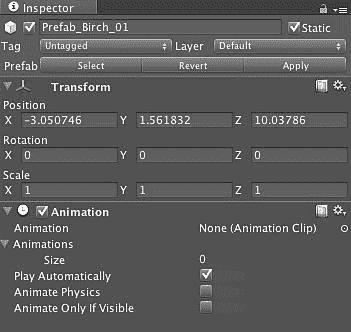 Inspector
Prefab_Birch_01 Static
Tag Untagged Layer Default
Prefab Select Revert Apply
Transform
Position
X -3.050746 Y 1.561832 Z 10.03786
Rotation
X 0 Y 0 Z 0
Scale
X 1 Y 1 Z 1
Animation
Animation None (Animation Clip)
Animations
Size 0
Play Automatically
Animate Physics
Animate Only If Visible